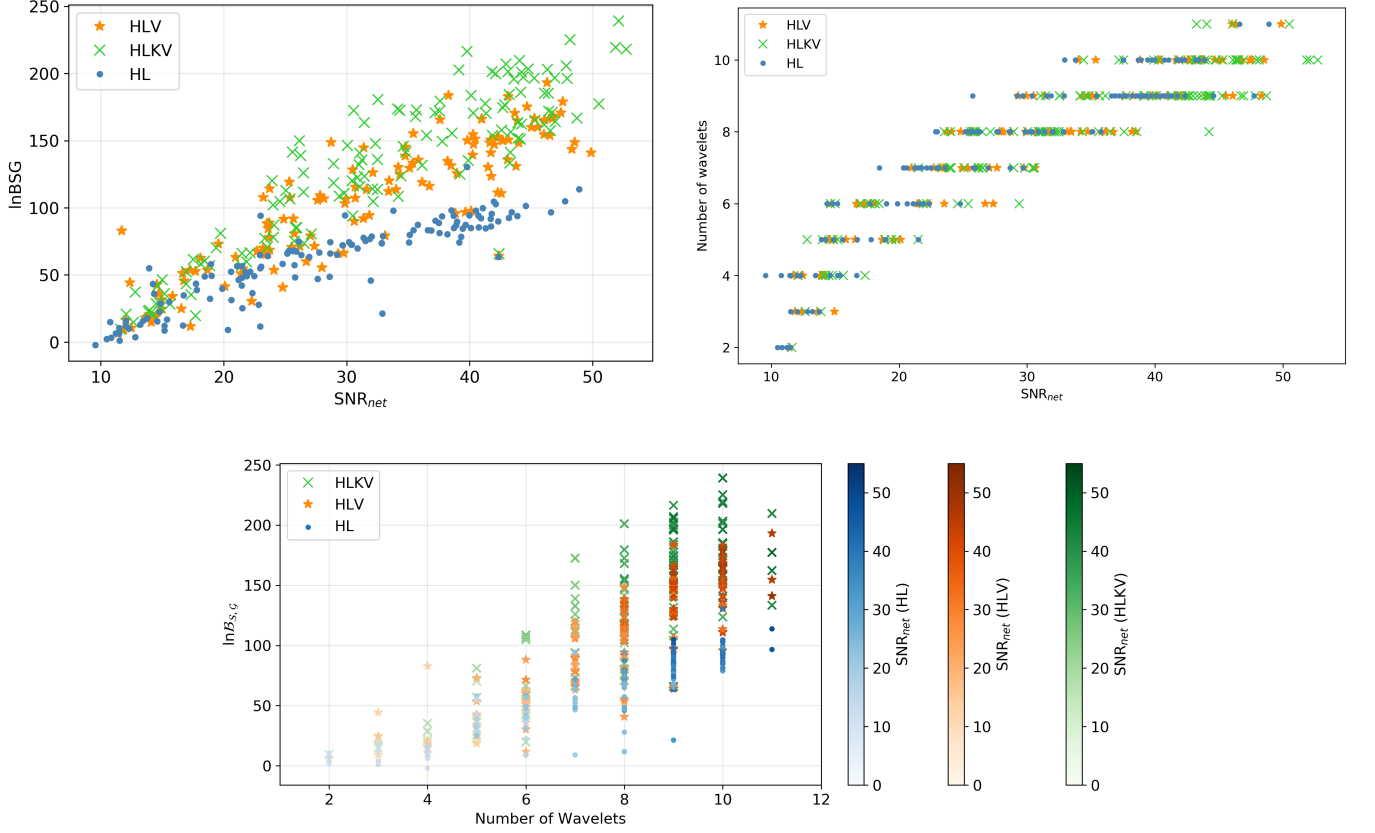 250
200
150
100
50
0
lnBSG
HLV
HLKV
HL
10 20 30 40 50
SNR_net
10
8
6
4
2
Number of wavelets
HLV
HLKV
HL
10 20 30 40 50
SNR_net
250
200
150
100
50
0
lnB_S,G
HLKV
HLV
HL
2 4 6 8 10 12
Number of Wavelets
50
40
30
20
10
0
SNR_net (HL)
50
40
30
20
10
0
SNR_net (HLV)
50
40
30
20
10
0
SNR_net (HLKV)